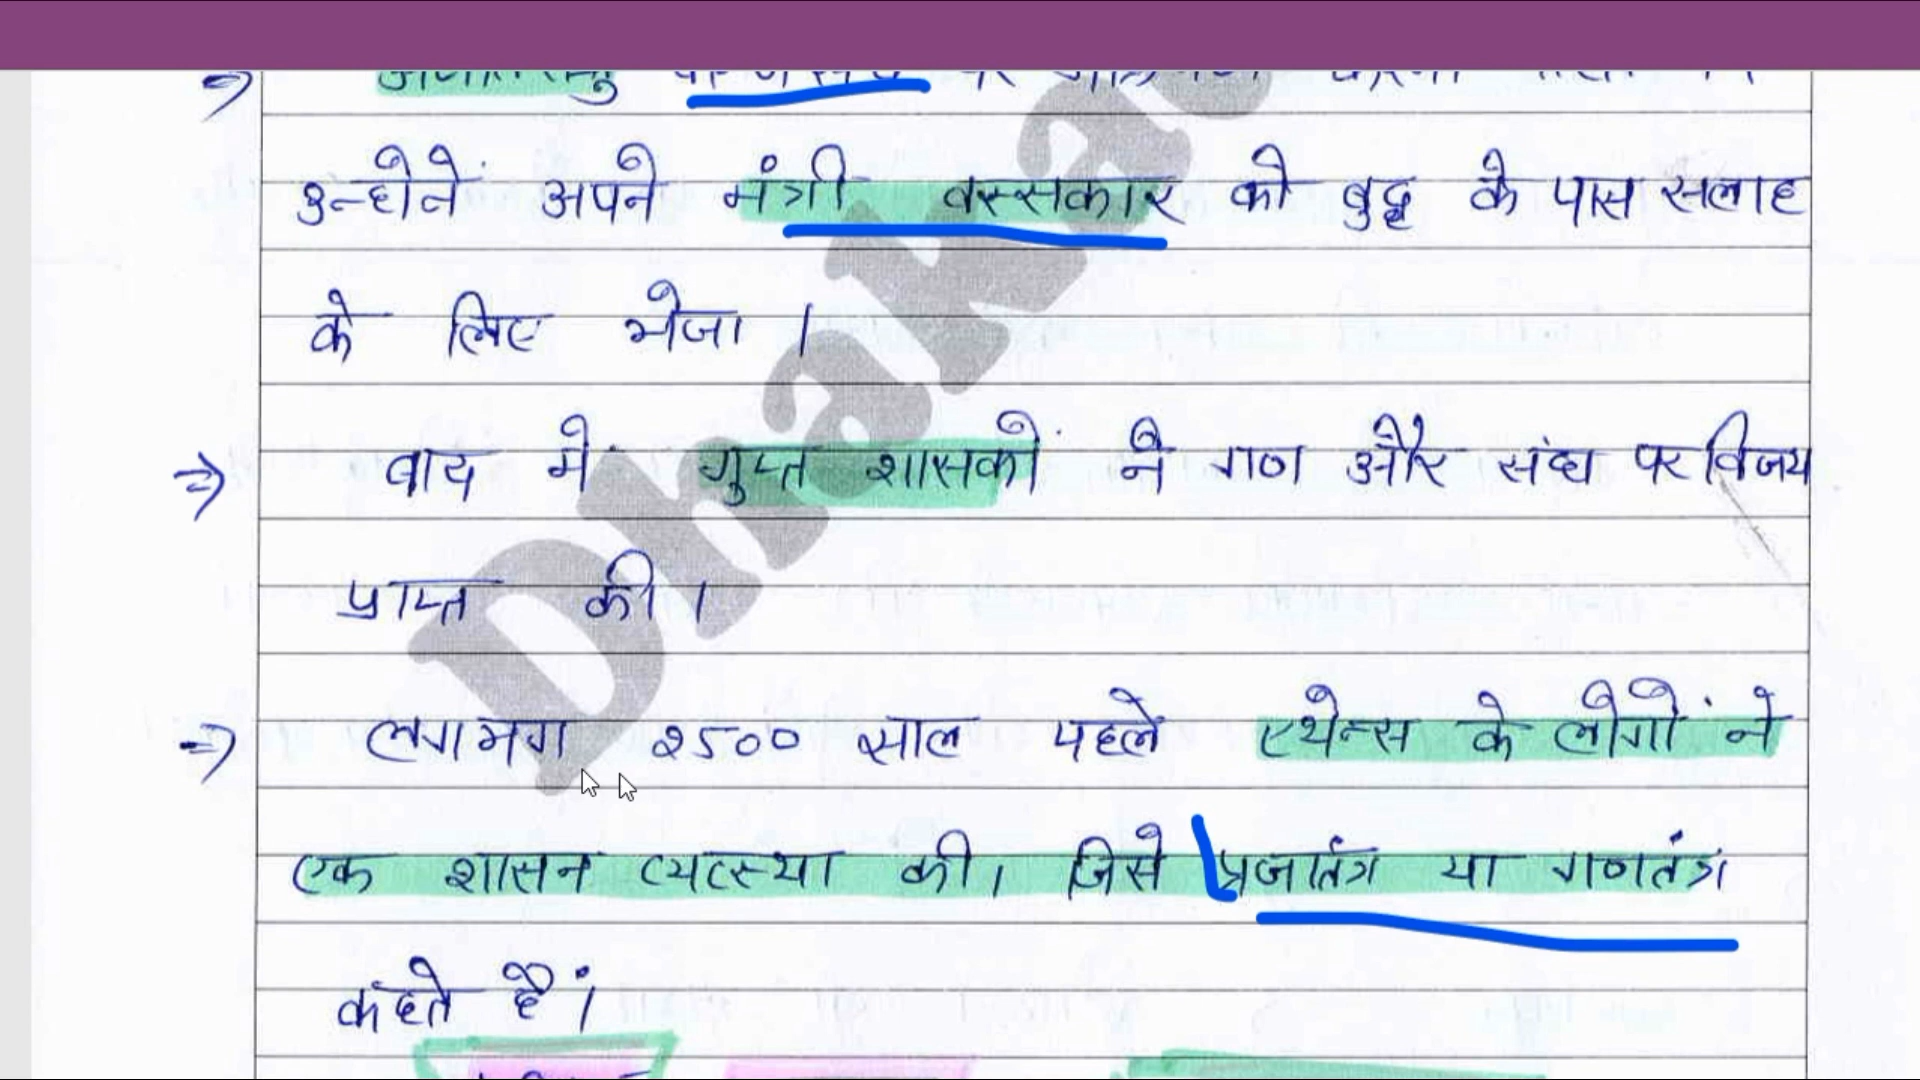 उन्होने अपने मंत्री वस्सकार को बुद्ध के पास सलाह
के लिए भेजा ।
⇒ बाद में गुप्त शासकों ने गण और संघ पर विजय
प्राप्त की ।
⇒ लगभग २500 साल पहले एथेन्स के लोगों ने
एक शासन व्यवस्था की। जिसे प्रजातंत्र या गणतंत्र
कहते हैं।